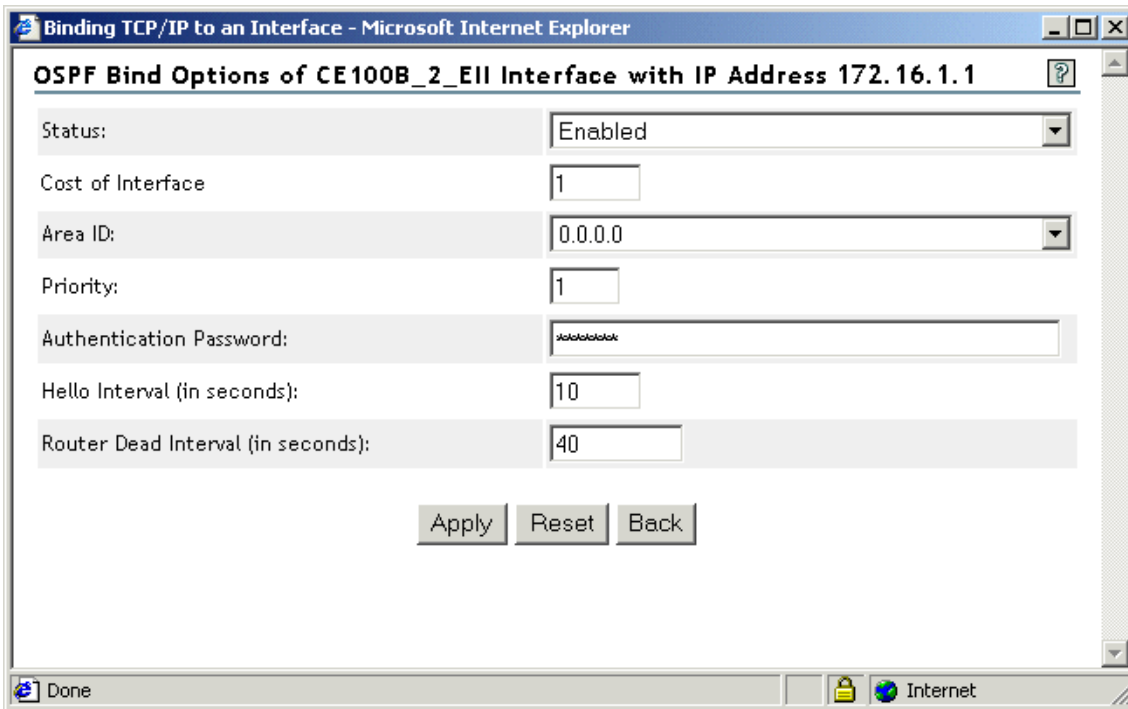 Binding TCP/IP to an Interface - Microsoft Internet Explorer
OSPF Bind Options of CE100B_2_EII Interface with IP Address 172.16.1.1
?
Status: Enabled
Cost of Interface 1
Area ID: 0.0.0.0
Priority: 1
Authentication Password: ********
Hello Interval (in seconds): 10
Router Dead Interval (in seconds): 40
Apply Reset Back
Done Internet